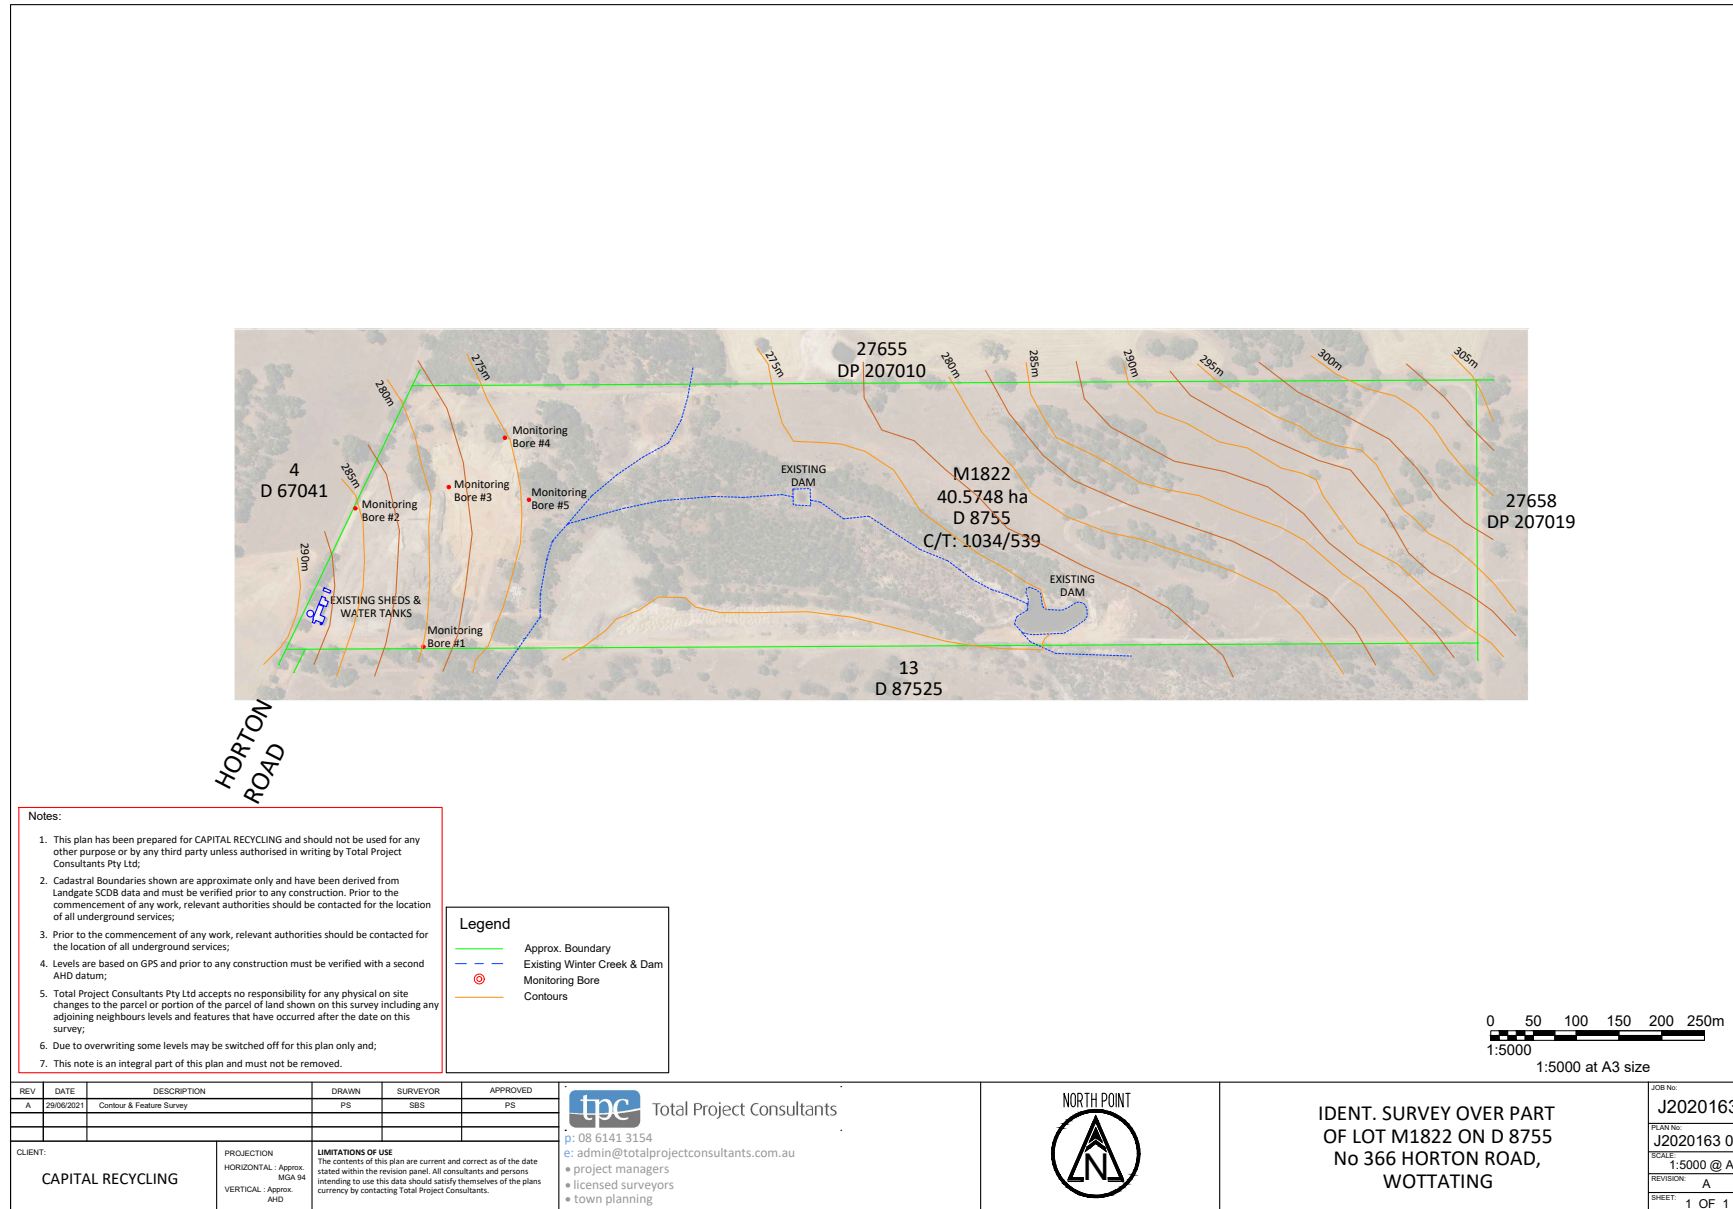 27655
DP 207010
275m
280m
275m
280m
285m
290m
295m
300m
305m
Monitoring
Bore #4
4
D 67041
285m
Monitoring
Bore #3
Monitoring
Bore #5
Monitoring
Bore #2
EXISTING
DAM
M1822
40.5748 ha
D 8755
C/T: 1034/539
27658
DP 207019
290m
EXISTING SHEDS &
WATER TANKS
EXISTING
DAM
Monitoring
Bore #1
13
D 87525
HORTON
ROAD
Notes:
1. This plan has been prepared for CAPITAL RECYCLING and should not be used for any
other purpose or by any third party unless authorised in writing by Total Project
Consultants Pty Ltd;
2. Cadastral Boundaries shown are approximate only and have been derived from
Landgate SCDB data and must be verified prior to any construction. Prior to the
commencement of any work, relevant authorities should be contacted for the location
of all underground services;
3. Prior to the commencement of any work, relevant authorities should be contacted for
the location of all underground services;
4. Levels are based on GPS and prior to any construction must be verified with a second
AHD datum;
5. Total Project Consultants Pty Ltd accepts no responsibility for any physical on site
changes to the parcel or portion of the parcel of land shown on this survey including any
adjoining neighbours levels and features that have occurred after the date on this
survey;
6. Due to overwriting some levels may be switched off for this plan only and;
7. This note is an integral part of this plan and must not be removed.
Legend
Approx. Boundary
Existing Winter Creek & Dam
Monitoring Bore
Contours
0 50 100 150 200 250m
1:5000
1:5000 at A3 size
REV DATE DESCRIPTION DRAWN SURVEYOR APPROVED
A 29/06/2021 Contour & Feature Survey PS SBS PS
CLIENT:
CAPITAL RECYCLING
PROJECTION
HORIZONTAL : Approx.
MGA 94
VERTICAL : Approx.
AHD
LIMITATIONS OF USE
The contents of this plan are current and correct as of the date
stated within the revision panel. All consultants and persons
intending to use this data should satisfy themselves of the plans
currency by contacting Total Project Consultants.
tpc Total Project Consultants
p: 08 6141 3154
e: admin@totalprojectconsultants.com.au
• project managers
• licensed surveyors
• town planning
NORTH POINT
N
IDENT. SURVEY OVER PART
OF LOT M1822 ON D 8755
No 366 HORTON ROAD,
WOTTATING
JOB No:
J2020163
PLAN No:
J2020163 0
SCALE:
1:5000 @ A
REVISION:
A
SHEET:
1 OF 1